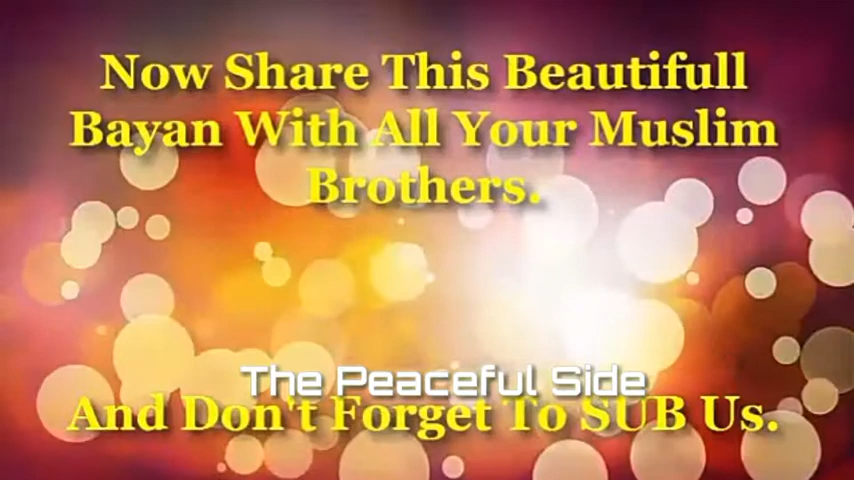 Now Share This Beautifull
Bayan With All Your Muslim
Brothers.
The Peaceful Side
And Don't Forget To SUB Us.